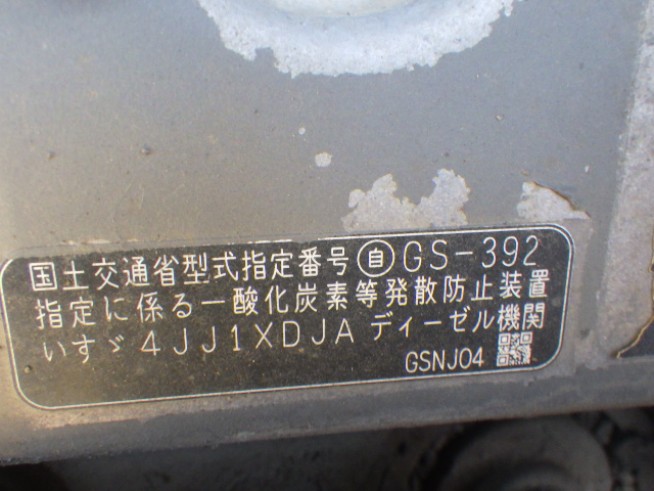 国土交通省型式指定番号 自 GS-392
指定に係る一酸化炭素等発散防止装置
いすゞ 4JJ1XDJA ディーゼル機関
GSNJ04